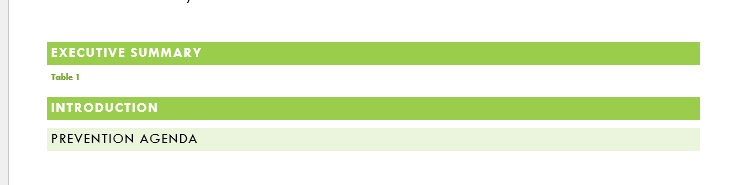 EXECUTIVE SUMMARY
Table 1
INTRODUCTION
PREVENTION AGENDA